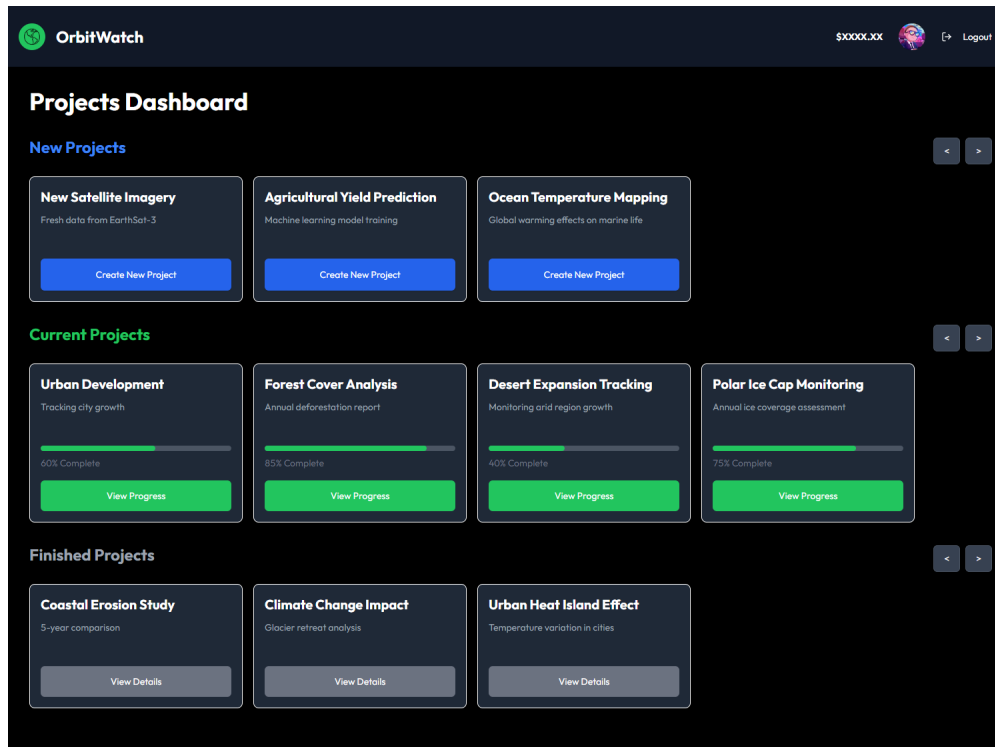 OrbitWatch
$XXXX.XX
Logout
Projects Dashboard
New Projects
< >
New Satellite Imagery
Fresh data from EarthSat-3
Create New Project
Agricultural Yield Prediction
Machine learning model training
Create New Project
Ocean Temperature Mapping
Global warming effects on marine life
Create New Project
Current Projects
< >
Urban Development
Tracking city growth
60% Complete
View Progress
Forest Cover Analysis
Annual deforestation report
85% Complete
View Progress
Desert Expansion Tracking
Monitoring arid region growth
40% Complete
View Progress
Polar Ice Cap Monitoring
Annual ice coverage assessment
75% Complete
View Progress
Finished Projects
< >
Coastal Erosion Study
5-year comparison
View Details
Climate Change Impact
Glacier retreat analysis
View Details
Urban Heat Island Effect
Temperature variation in cities
View Details